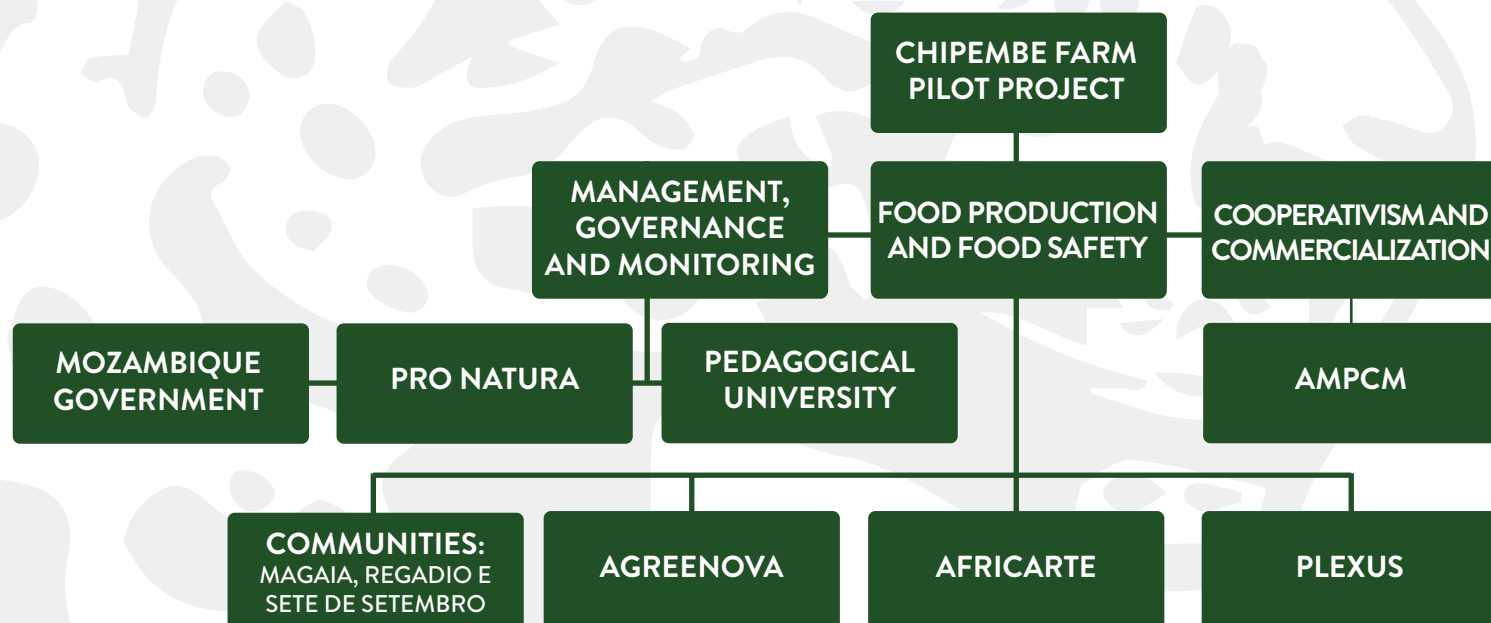 CHIPEMBE FARM
PILOT PROJECT
MANAGEMENT,
GOVERNANCE
AND MONITORING
FOOD PRODUCTION
AND FOOD SAFETY
COOPERATIVISM AND
COMMERCIALIZATION
MOZAMBIQUE
GOVERNMENT
PRO NATURA
PEDAGOGICAL
UNIVERSITY
AMPCM
COMMUNITIES:
MAGAIA, REGADIO E
SETE DE SETEMBRO
AGREENOVA
AFRICARTE
PLEXUS